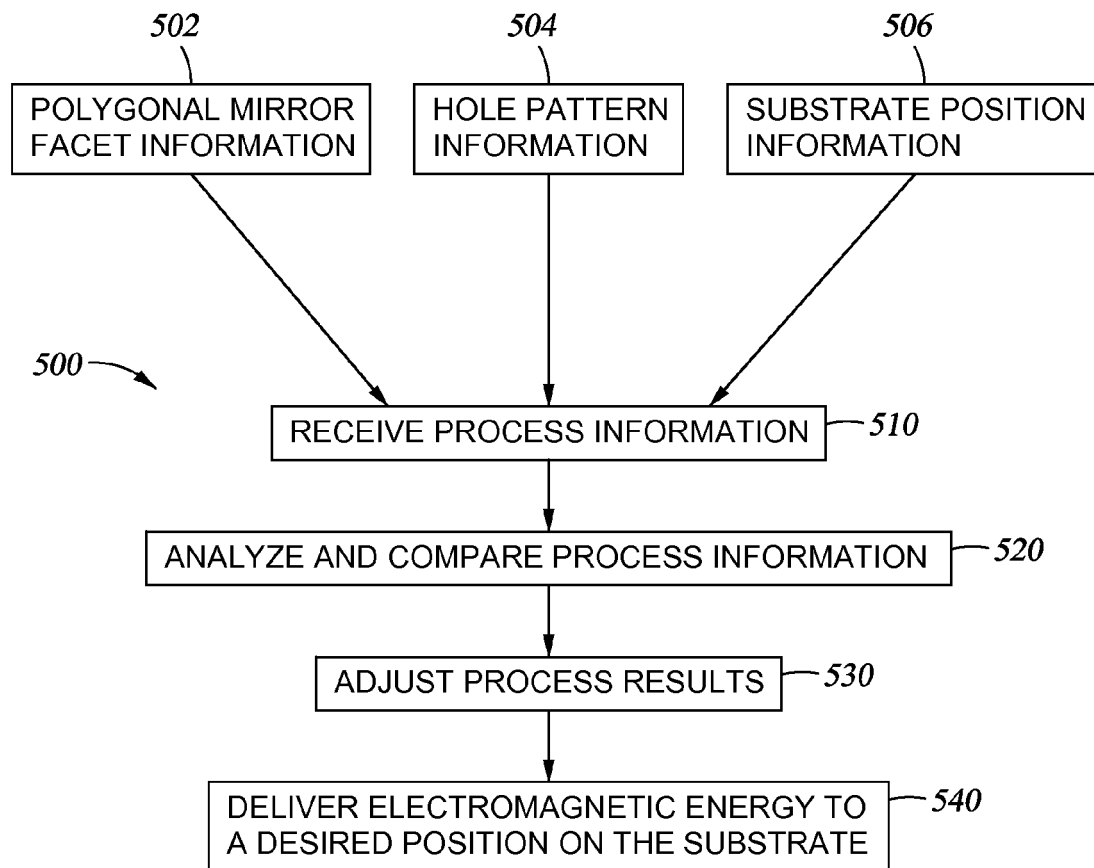 502
504
506
POLYGONAL MIRROR
FACET INFORMATION
HOLE PATTERN
INFORMATION
SUBSTRATE POSITION
INFORMATION
500
RECEIVE PROCESS INFORMATION
510
ANALYZE AND COMPARE PROCESS INFORMATION
520
ADJUST PROCESS RESULTS
530
DELIVER ELECTROMAGNETIC ENERGY TO
A DESIRED POSITION ON THE SUBSTRATE
540